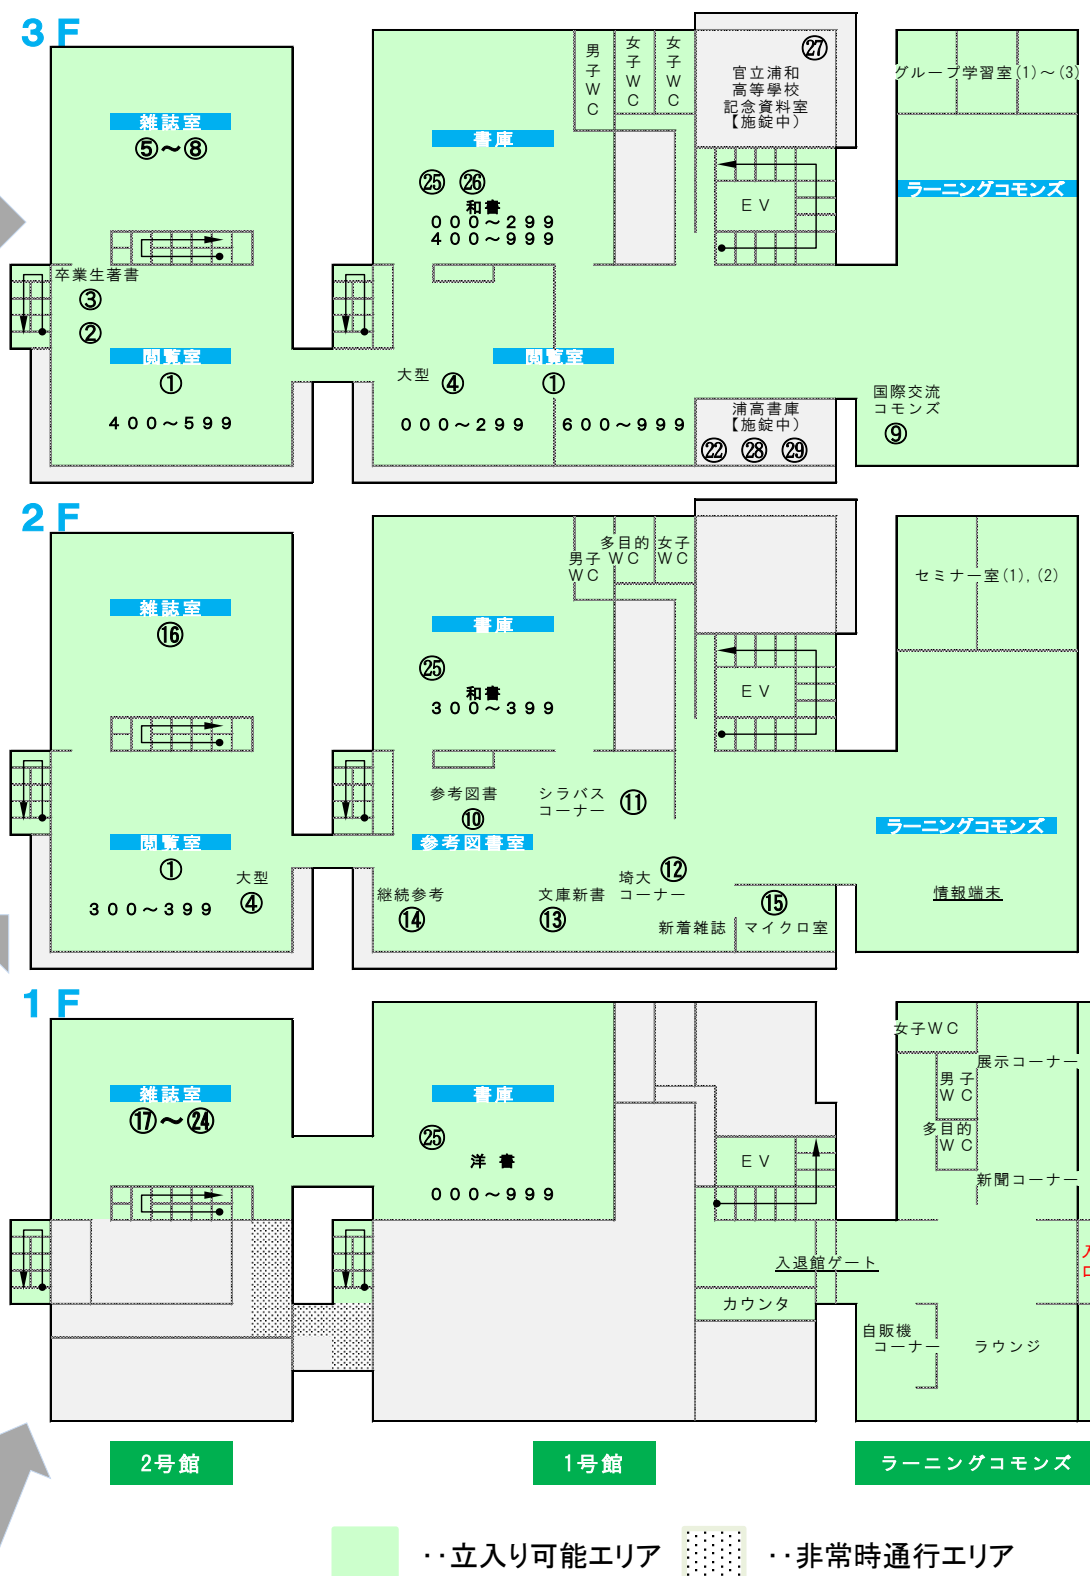 3F
雑誌室
⑤～⑧
卒業生著書
③
②
閲覧室
①
400～599
書庫
㉕ ㉖
和書
000～299
400～999
男子WC
女子WC
女子WC
㉗
官立浦和
高等學校
記念資料室
【施錠中】
EV
大型 ④
000～299
閲覧室
①
600～999
浦高書庫
【施錠中】
㉒ ㉘ ㉙
グループ学習室(1)～(3)
ラーニングコモンズ
国際交流
コモンズ
⑨
2F
雑誌室
⑯
閲覧室
①
300～399
大型
④
書庫
㉕
和書
300～399
男子
WC
多目的
WC
女子
WC
EV
参考図書
⑩
参考図書室
シラバス
コーナー
⑪
継続参考
⑭
文庫新書
⑬
埼大
コーナー
⑫
新着雑誌
⑮
マイクロ室
セミナー室(1),(2)
ラーニングコモンズ
情報端末
1F
雑誌室
⑰～㉔
書庫
㉕
洋書
000～999
EV
入退館ゲート
カウンタ
女子WC
男子
WC
多目的
WC
展示コーナー
新聞コーナー
自販機
コーナー
ラウンジ
2号館
1号館
ラーニングコモンズ
‥立入り可能エリア
‥非常時通行エリア